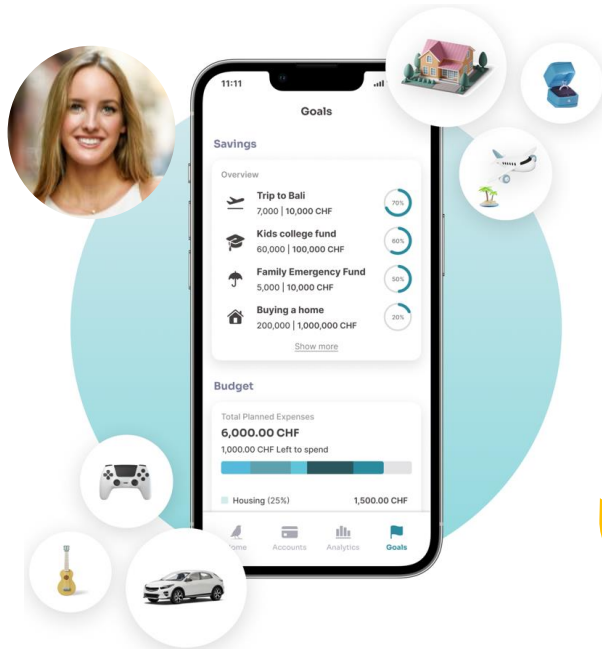 11:11
Goals
Savings
Overview
Trip to Bali
7,000 | 10,000 CHF
70%
Kids college fund
60,000 | 100,000 CHF
60%
Family Emergency Fund
5,000 | 10,000 CHF
50%
Buying a home
200,000 | 1,000,000 CHF
20%
Show more
Budget
Total Planned Expenses
6,000.00 CHF
1,000.00 CHF Left to spend
Housing (25%) 1,500.00 CHF
Home Accounts Analytics Goals